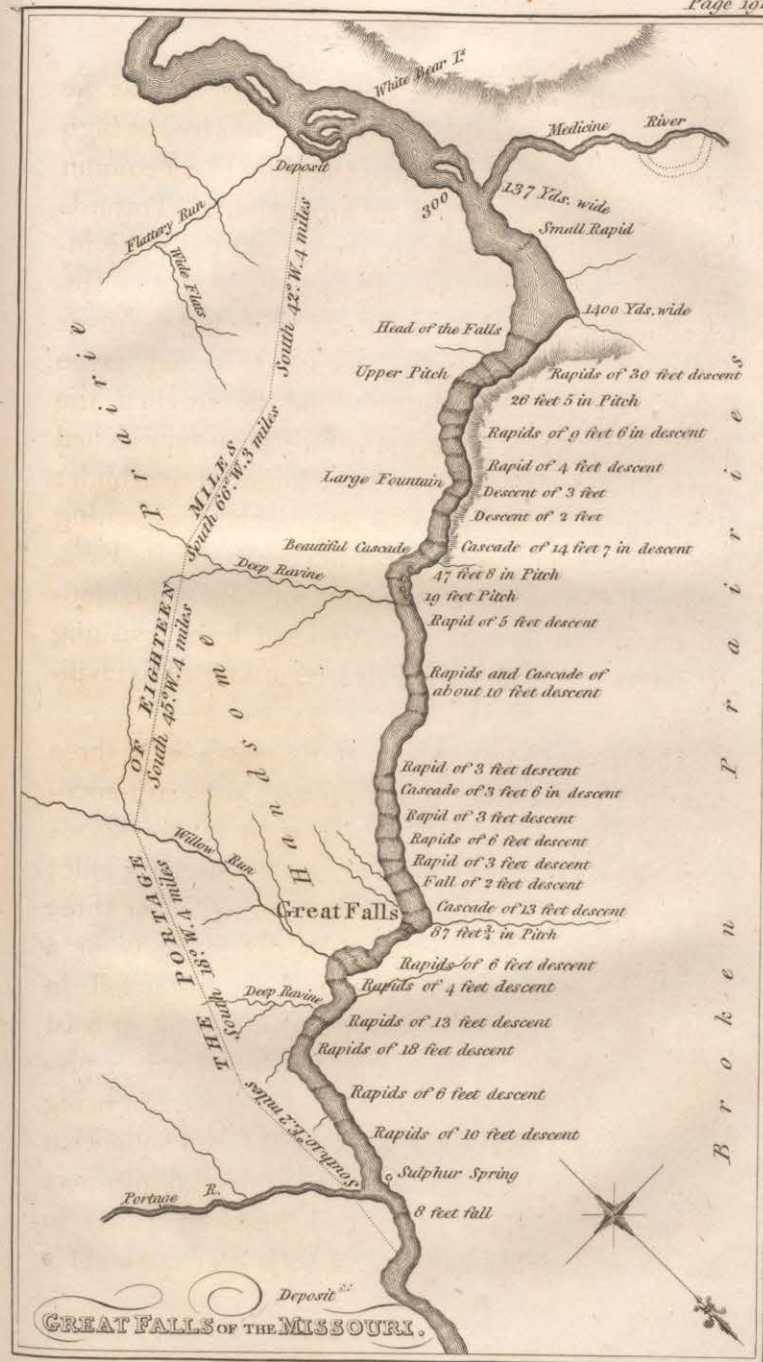 Page 191
White Bear Iˢ.
Medicine River
Deposit
137 Yds. wide
300
Small Rapid
Flattery Run
Wide Flats
South 42° W. 4 miles
1400 Yds. wide
Head of the Falls
Upper Pitch
Rapids of 30 feet descent
26 feet 5 in Pitch
Rapids of 9 feet 6 in descent
Rapid of 4 feet descent
Large Fountain
Descent of 3 feet
Descent of 2 feet
Beautiful Cascade
Cascade of 14 feet 7 in descent
47 feet 8 in Pitch
19 feet Pitch
Deep Ravine
Rapid of 5 feet descent
South 66° W. 3 miles
South 45° W. 4 miles
Rapids and Cascade of
about 10 feet descent
Rapid of 3 feet descent
Cascade of 3 feet 6 in descent
Rapid of 3 feet descent
Rapids of 6 feet descent
Rapid of 3 feet descent
Fall of 2 feet descent
Willow Run
Great Falls
Cascade of 13 feet descent
87 feet ¾ in Pitch
Rapids of 6 feet descent
Rapids of 4 feet descent
Deep Ravine
South 18° W. 4 miles
Rapids of 13 feet descent
Rapids of 18 feet descent
Rapids of 6 feet descent
Rapids of 10 feet descent
2 miles
Sulphur Spring
Portage R.
8 feet fall
THE PORTAGE OF EIGHTEEN MILES
Handsome Prairie
Broken Prairies
Deposit
GREAT FALLS OF THE MISSOURI.